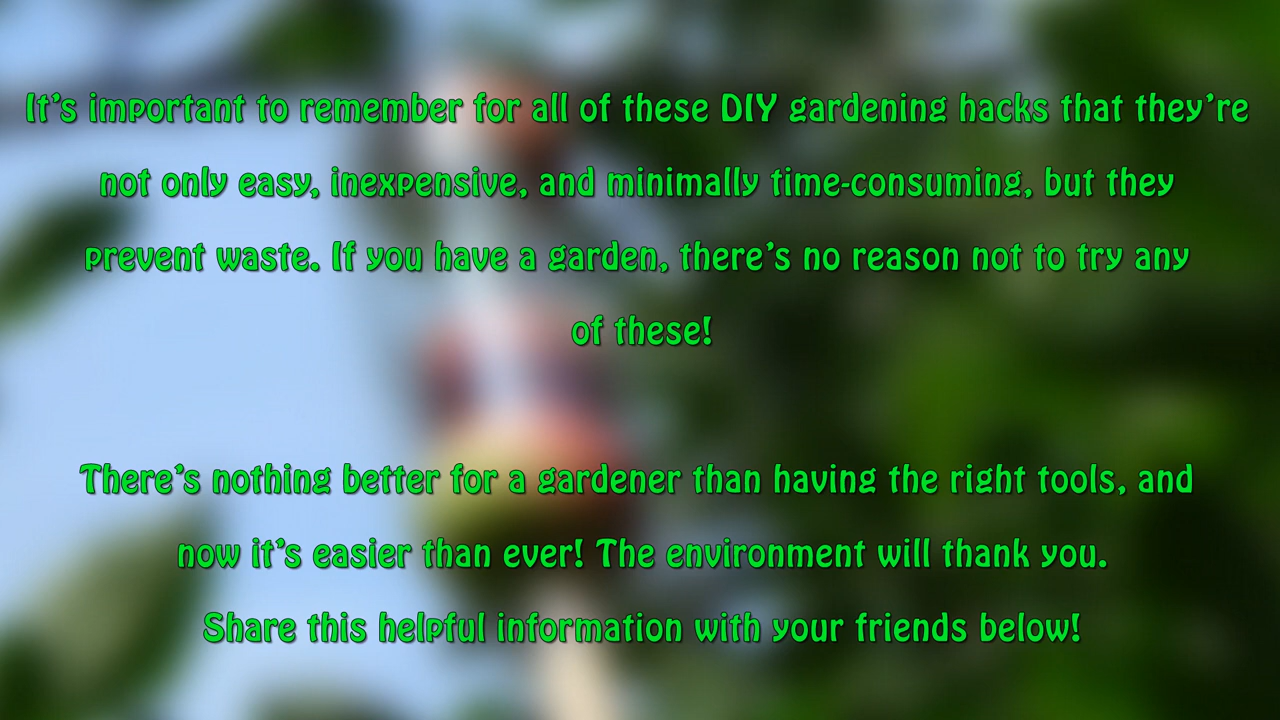 It's important to remember for all of these DIY gardening hacks that they're
not only easy, inexpensive, and minimally time-consuming, but they
prevent waste. If you have a garden, there's no reason not to try any
of these!
There's nothing better for a gardener than having the right tools, and
now it's easier than ever! The environment will thank you.
Share this helpful information with your friends below!